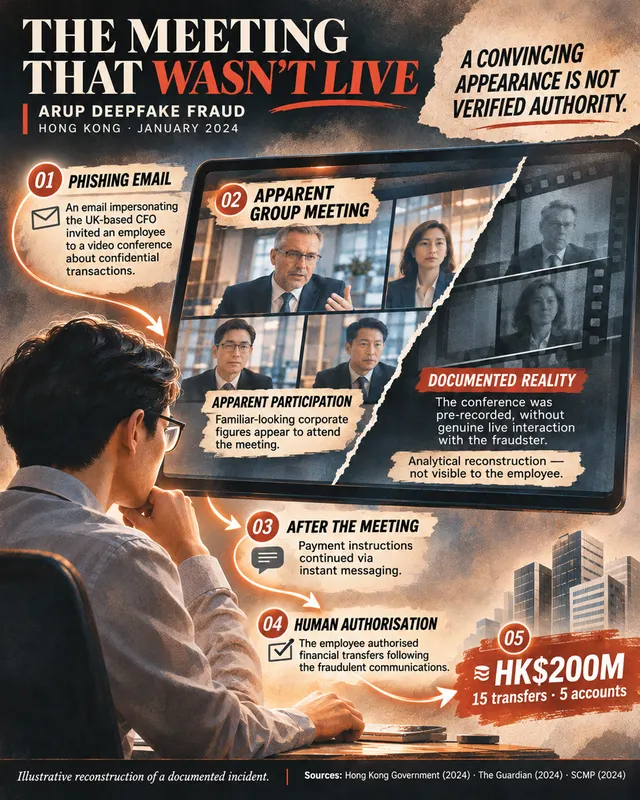 THE MEETING
THAT WASN'T LIVE
ARUP DEEPFAKE FRAUD
HONG KONG · JANUARY 2024
A CONVINCING
APPEARANCE IS NOT
VERIFIED AUTHORITY.
01 PHISHING EMAIL
An email impersonating
the UK-based CFO
invited an employee
to a video conference
about confidential
transactions.
02 APPARENT
GROUP MEETING
APPARENT PARTICIPATION
Familiar-looking corporate
figures appear to attend
the meeting.
DOCUMENTED REALITY
The conference was
pre-recorded, without
genuine live interaction
with the fraudster.
Analytical reconstruction —
not visible to the employee.
03 AFTER THE MEETING
Payment instructions
continued via
instant messaging.
04 HUMAN AUTHORISATION
The employee authorised
financial transfers following
the fraudulent communications.
05
≈ HK$200M
15 transfers · 5 accounts
Illustrative reconstruction of a documented incident.
Sources: Hong Kong Government (2024) · The Guardian (2024) · SCMP (2024)